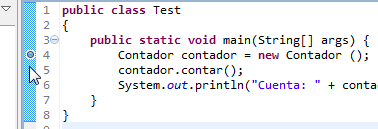 1 public class Test
2 {
3 public static void main(String[] args) {
4 Contador contador = new Contador ();
5 contador.contar();
6 System.out.println("Cuenta: " + conta
7 }
8 }